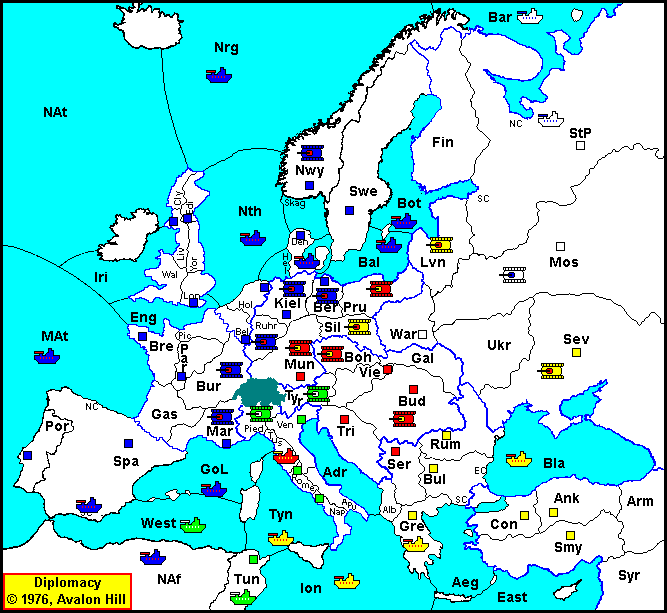 Bar
Nrg
NAt
NC
StP
Fin
Nwy
Swe
SC
Cly
Edi
Skag
Bot
Nth
Den
Hel
Bal
Lvn
Mos
Iri
Wal
Yor
Lon
Hol
Kiel
Ber
Pru
Eng
Bel
Ruhr
Sil
War
Ukr
Sev
MAt
Bre
Pic
Par
Mun
Boh
Gal
Vie
Bur
Tyr
Bud
NC
Gas
Mar
Pied
Ven
Tus
Tri
Rum
Por
Spa
GoL
Rome
Adr
Ser
Bul
EC
Bla
SC
West
Tyn
Apu
Nap
Alb
Gre
SC
Con
Ank
Arm
Smy
NAf
Tun
Ion
Aeg
East
Syr
Diplomacy
© 1976, Avalon Hill